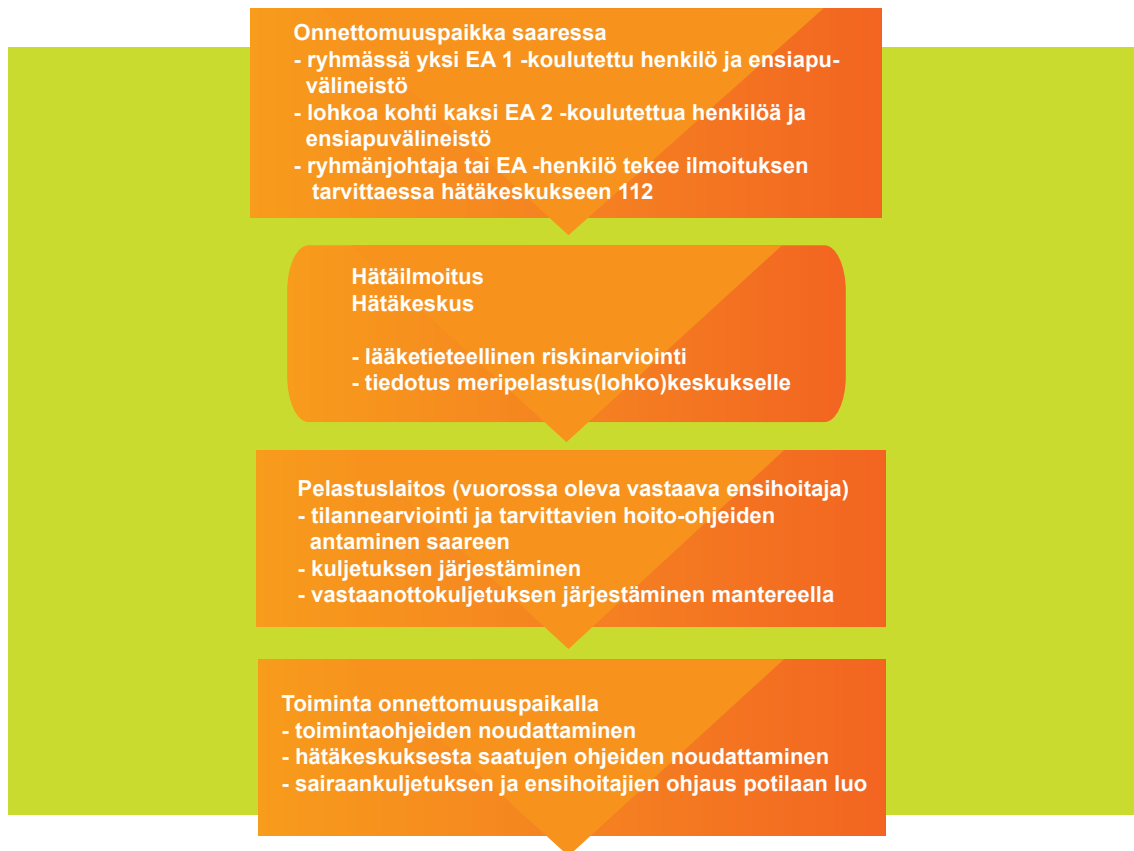 Onnettomuuspaikka saaressa
- ryhmässä yksi EA 1 -koulutettu henkilö ja ensiapu-
välineistö
- lohkoa kohti kaksi EA 2 -koulutettua henkilöä ja
ensiapuvälineistö
- ryhmänjohtaja tai EA -henkilö tekee ilmoituksen
tarvittaessa hätäkeskukseen 112
Hätäilmoitus
Hätäkeskus
- lääketieteellinen riskinarviointi
- tiedotus meripelastus(lohko)keskukselle
Pelastuslaitos (vuorossa oleva vastaava ensihoitaja)
- tilannearviointi ja tarvittavien hoito-ohjeiden
antaminen saareen
- kuljetuksen järjestäminen
- vastaanottokuljetuksen järjestäminen mantereella
Toiminta onnettomuuspaikalla
- toimintaohjeiden noudattaminen
- hätäkeskuksesta saatujen ohjeiden noudattaminen
- sairaankuljetuksen ja ensihoitajien ohjaus potilaan luo